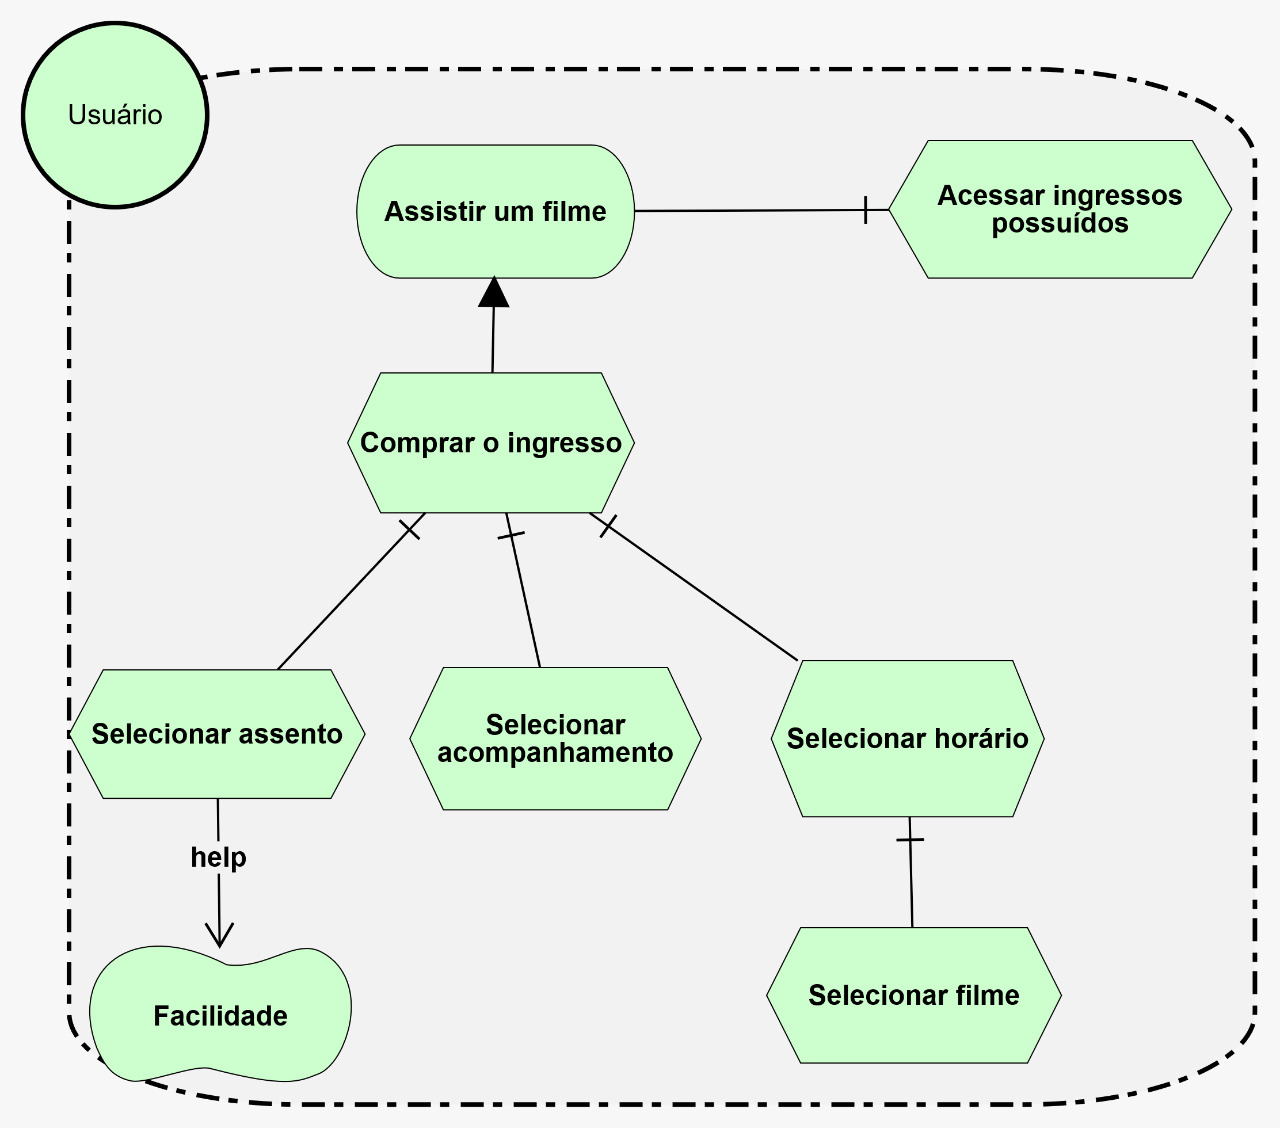 Usuário
Assistir um filme
Acessar ingressos
possuídos
Comprar o ingresso
Selecionar assento
Selecionar
acompanhamento
Selecionar horário
help
Selecionar filme
Facilidade